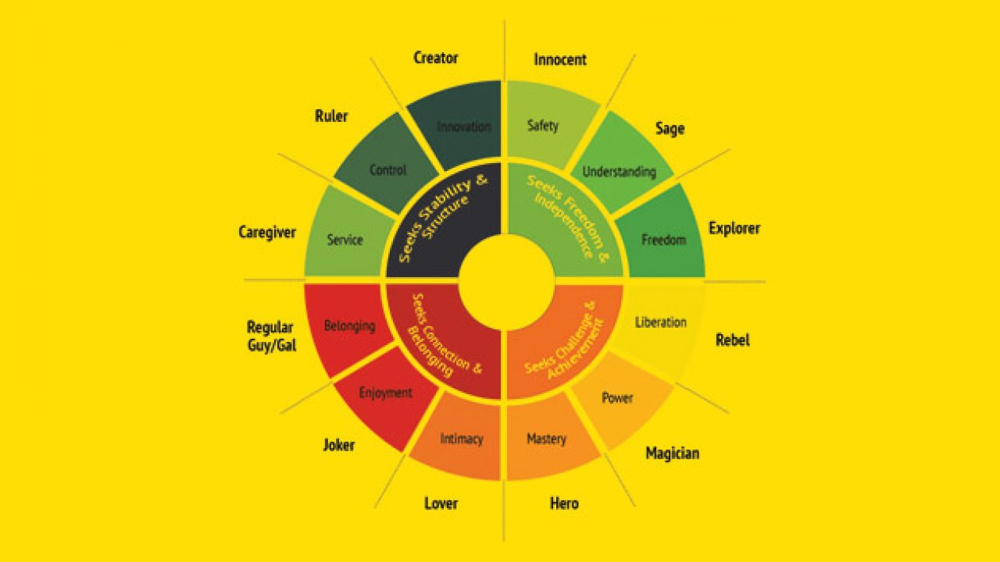 Creator
Innocent
Ruler
Sage
Caregiver
Explorer
Regular
Guy/Gal
Rebel
Joker
Magician
Lover
Hero
Innovation
Safety
Control
Understanding
Service
Freedom
Belonging
Liberation
Enjoyment
Power
Intimacy
Mastery
Seeks Stability &
Structure
Seeks Freedom &
Independence
Seeks Connection &
Belonging
Seeks Challenge &
Achievement